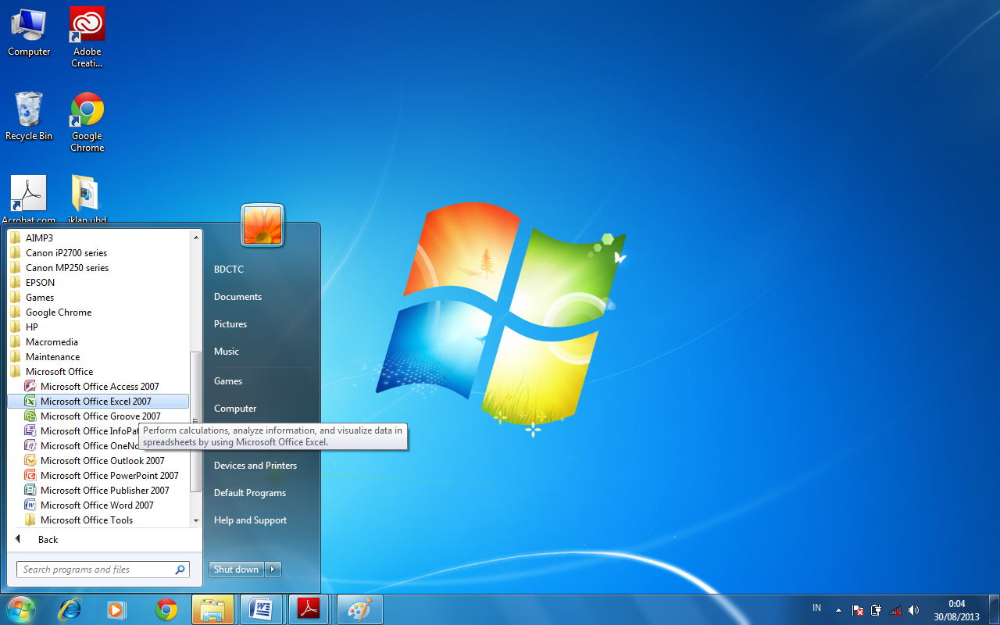 Computer
Adobe
Creati...
Recycle Bin
Google
Chrome
Acrobat.com
iklan ubd
AIMP3
Canon iP2700 series
Canon MP250 series
EPSON
Games
Google Chrome
HP
Macromedia
Maintenance
Microsoft Office
Microsoft Office Access 2007
Microsoft Office Excel 2007
Microsoft Office Groove 2007
Microsoft Office InfoPat
Microsoft Office OneNo
Microsoft Office Outlook 2007
Microsoft Office PowerPoint 2007
Microsoft Office Publisher 2007
Microsoft Office Word 2007
Microsoft Office Tools
Back
Search programs and files
BDCTC
Documents
Pictures
Music
Games
Computer
Perform calculations, analyze information, and visualize data in
spreadsheets by using Microsoft Office Excel.
Devices and Printers
Default Programs
Help and Support
Shut down
IN
0:04
30/08/2013